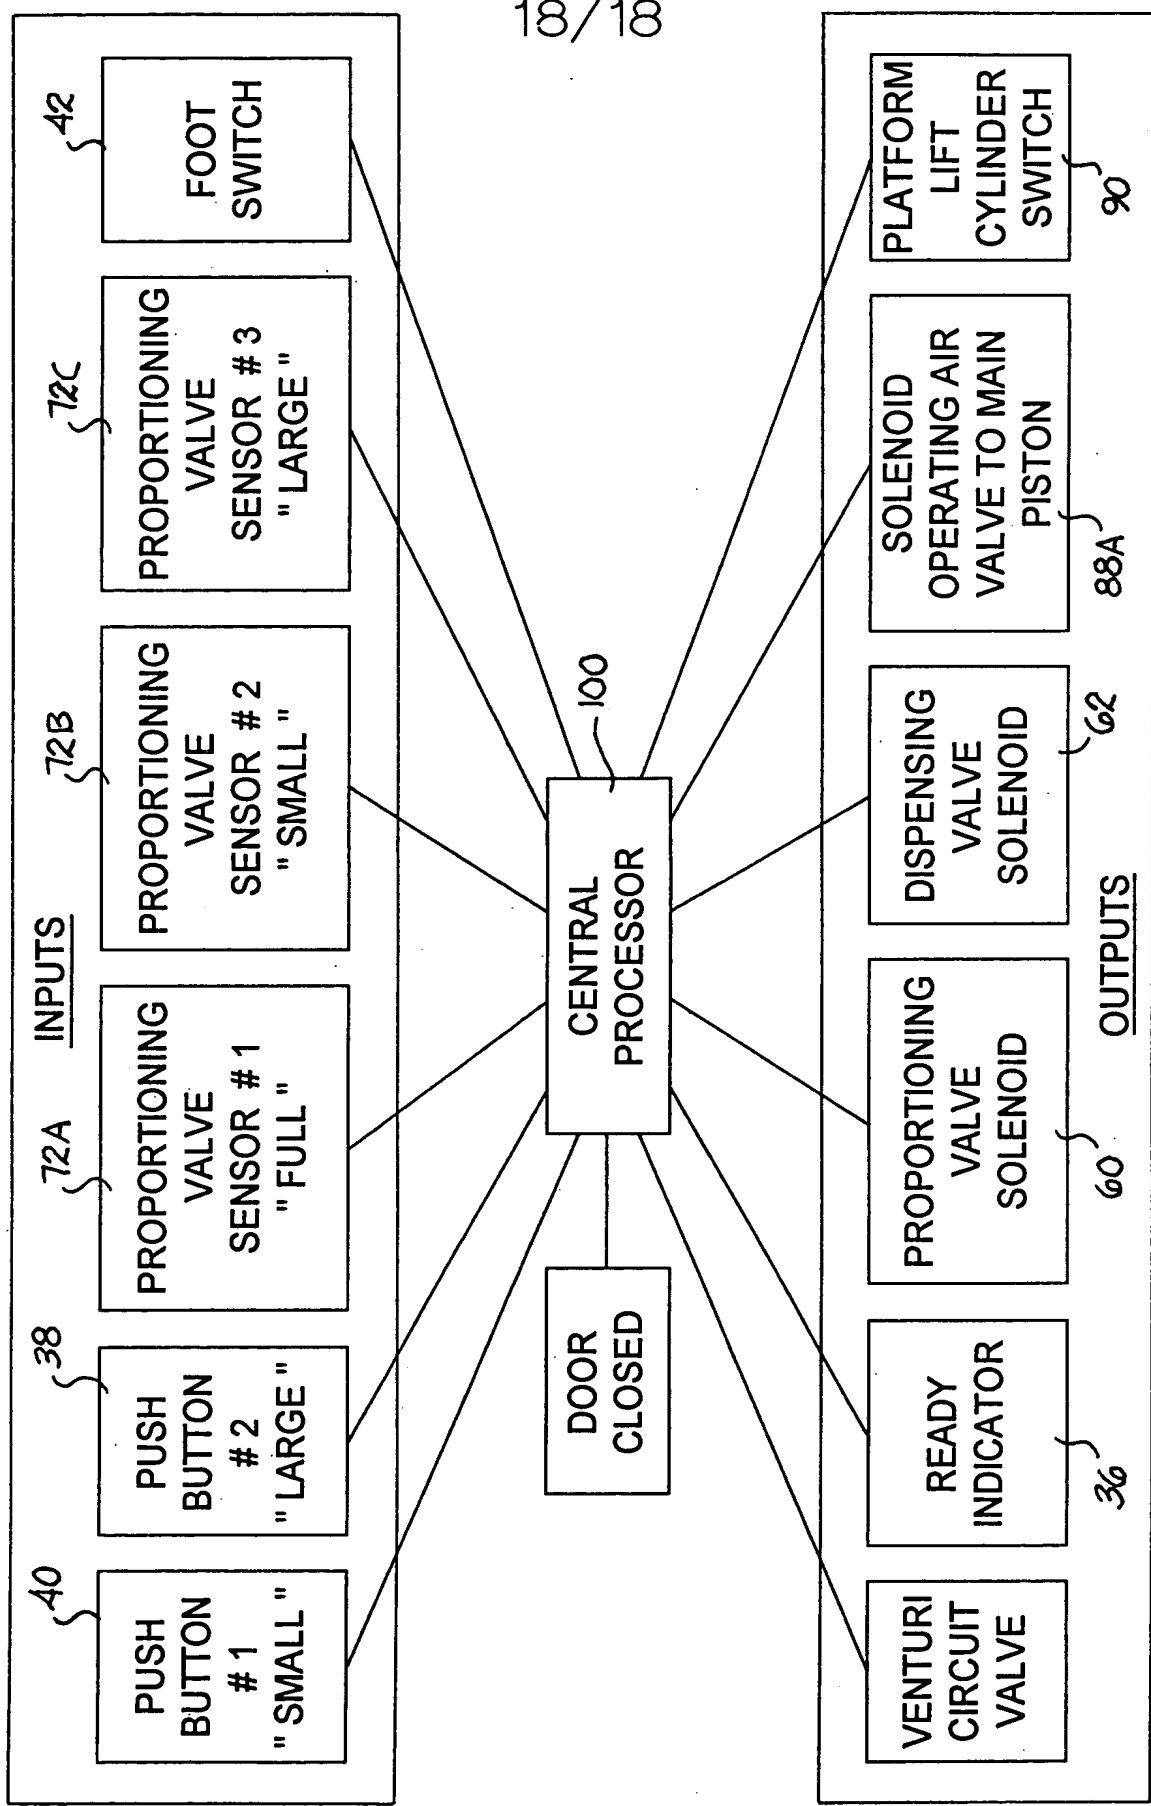 18/18
INPUTS
40
PUSH
BUTTON
#1
"SMALL"
38
PUSH
BUTTON
#2
"LARGE"
72A
PROPORTIONING
VALVE
SENSOR #1
"FULL"
72B
PROPORTIONING
VALVE
SENSOR #2
"SMALL"
72C
PROPORTIONING
VALVE
SENSOR #3
"LARGE"
42
FOOT
SWITCH
DOOR
CLOSED
CENTRAL
PROCESSOR
100
VENTURI
CIRCUIT
VALVE
READY
INDICATOR
36
PROPORTIONING
VALVE
SOLENOID
60
DISPENSING
VALVE
SOLENOID
62
SOLENOID
OPERATING AIR
VALVE TO MAIN
PISTON
88A
PLATFORM
LIFT
CYLINDER
SWITCH
90
OUTPUTS